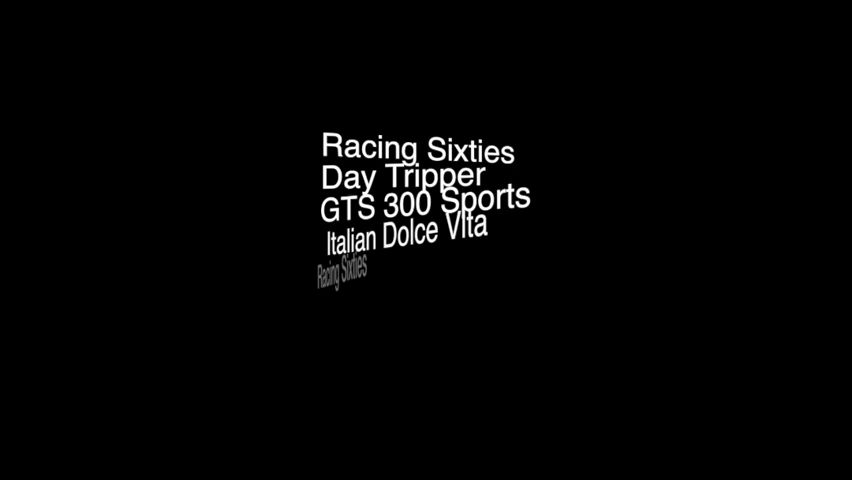 Racing Sixties
Day Tripper
GTS 300 Sports
Italian Dolce Vita
Racing Sixties